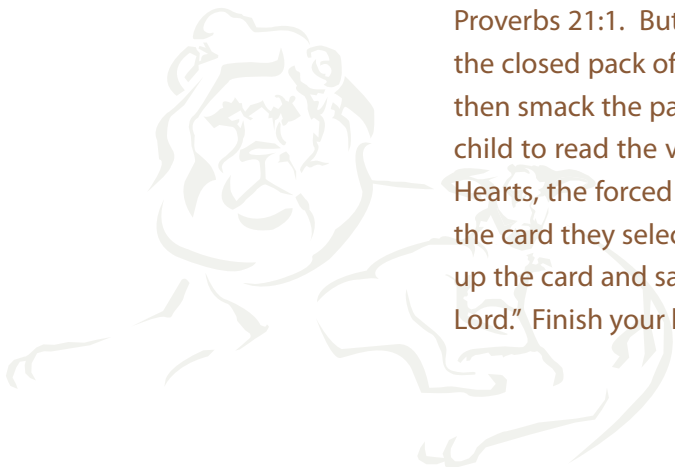 Proverbs 21:1.  But
the closed pack of
then smack the pa
child to read the v
Hearts, the forced
the card they selec
up the card and sa
Lord.” Finish your